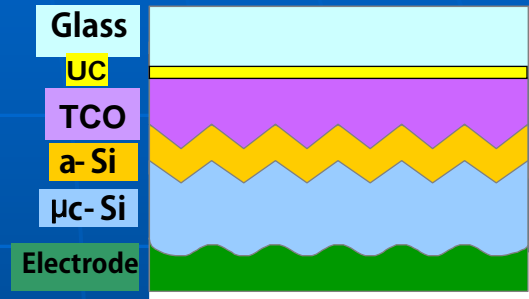 Glass
UC
TCO
a-Si
μc-Si
Electrode